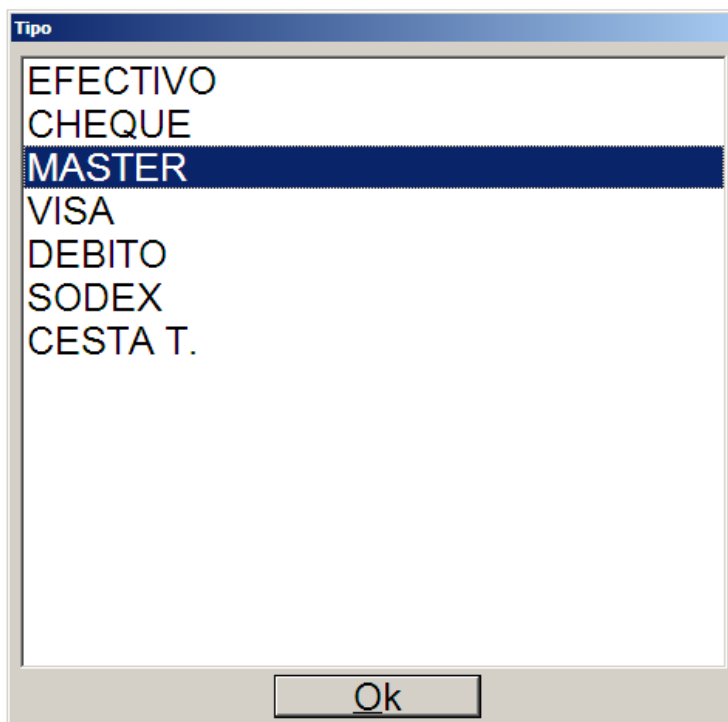 Tipo
EFECTIVO
CHEQUE
MASTER
VISA
DEBITO
SODEX
CESTA T.
Ok